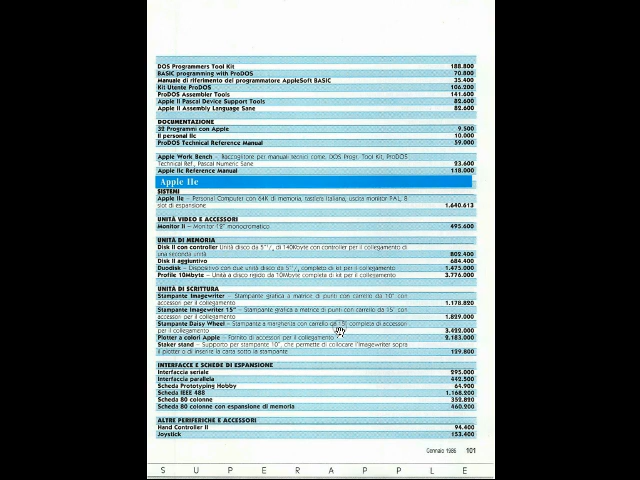 DOS Programmers Tool Kit 188.800
BASIC programming with ProDOS 70.800
Manuale di riferimento del programmatore AppleSoft BASIC 35.400
Kit Utente ProDOS 106.200
ProDOS Assembler Tools 141.600
Apple II Pascal Device Support Tools 82.600
Apple II Assembly Language Sane 82.600
DOCUMENTAZIONE
32 Programmi con Apple 9.500
Il personal IIc 10.000
ProDOS Technical Reference Manual 59.000
Apple Work Bench - Raccoglitore per manuali tecnici come, DOS Progr. Tool Kit, ProDOS
Technical Ref., Pascal Numeric Sane 23.600
Apple IIc Reference Manual 118.000
Apple IIe
SISTEMI
Apple IIe - Personal Computer con 64K di memoria, tastiera italiana, uscita monitor PAL, 8
slot di espansione 1.640.613
UNITÀ VIDEO E ACCESSORI
Monitor II - Monitor 12" monocromatico 495.600
UNITÀ DI MEMORIA
Disk II con controller Unità disco da 5"1/4 di 140Kbyte con controller per il collegamento di
una seconda unità 802.400
Disk II aggiuntivo 684.400
Duodisk - Dispositivo con due unità disco da 5"1/4 completo di kit per il collegamento 1.475.000
Profile 10Mbyte - Unità a disco rigido da 10Mbyte completa di kit per il collegamento 3.776.000
UNITÀ DI SCRITTURA
Stampante Imagewriter - Stampante grafica a matrice di punti con carrello da 10" con
accessori per il collegamento 1.178.820
Stampante Imagewriter 15" - Stampante grafica a matrice di punti con carrello da 15" con
accessori per il collegamento 1.829.000
Stampante Daisy Wheel - Stampante a margherita con carrello da 15" completa di accessori
per il collegamento 3.422.000
Plotter a colori Apple - Fornito di accessori per il collegamento 2.183.000
Staker stand - Supporto per stampante 10", che permette di collocare l'Imagewriter sopra
il plotter o di inserire la carta sotto la stampante 129.800
INTERFACCE E SCHEDE DI ESPANSIONE
Interfaccia seriale 295.000
Interfaccia parallela 442.500
Scheda Prototyping Hobby 64.900
Scheda IEEE 488 1.168.200
Scheda 80 colonne 352.820
Scheda 80 colonne con espansione di memoria 460.200
ALTRE PERIFERICHE E ACCESSORI
Hand Controller II 94.400
Joystick 153.400
Gennaio 1986 101
S U P E R A P P L E